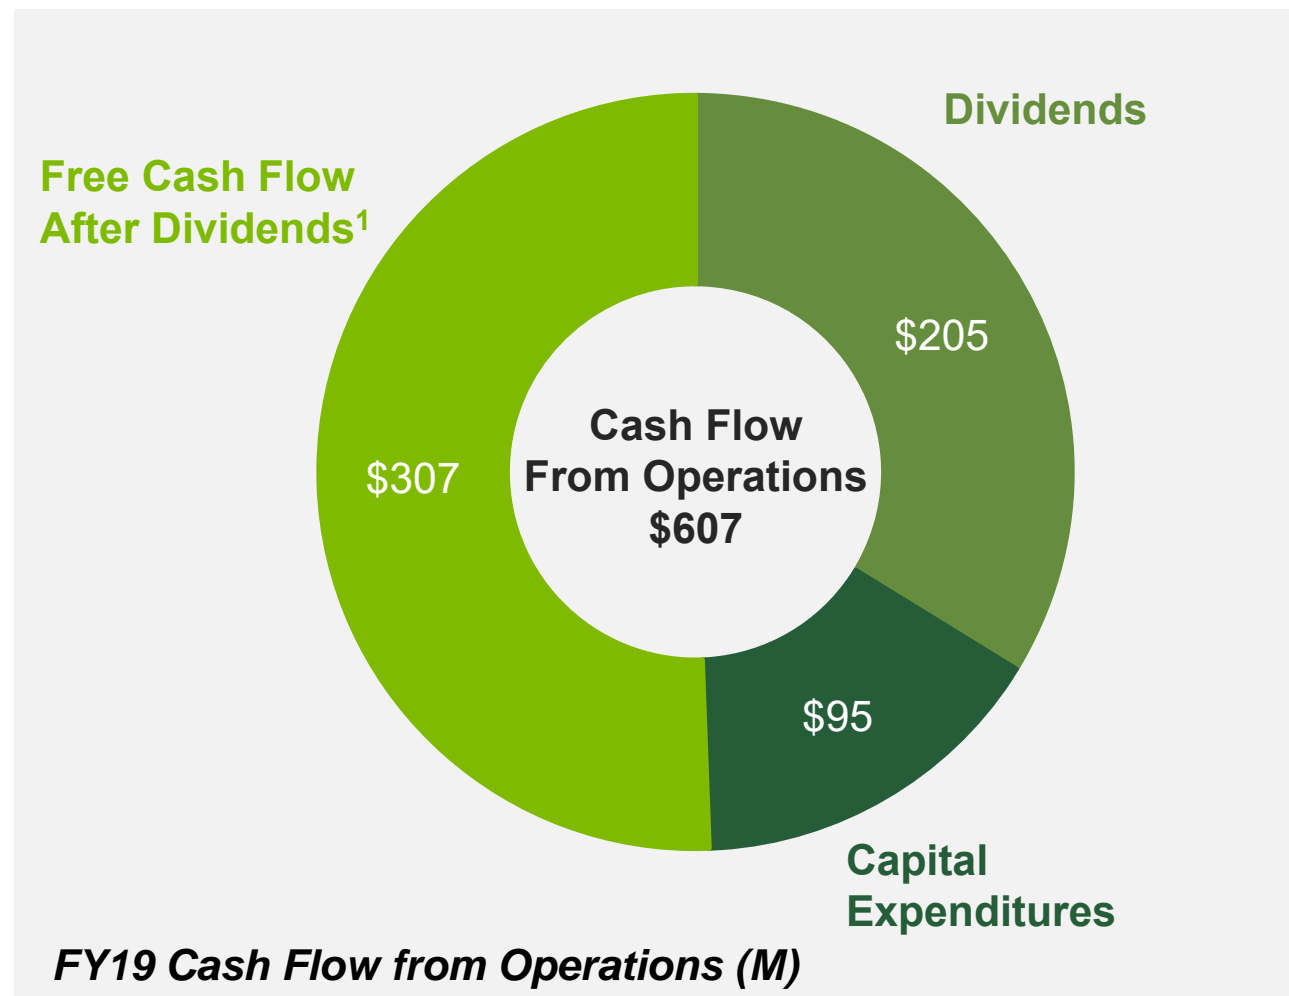 Dividends
Free Cash Flow
After Dividends¹
$205
Cash Flow
From Operations
$607
$307
$95
Capital
Expenditures
FY19 Cash Flow from Operations (M)